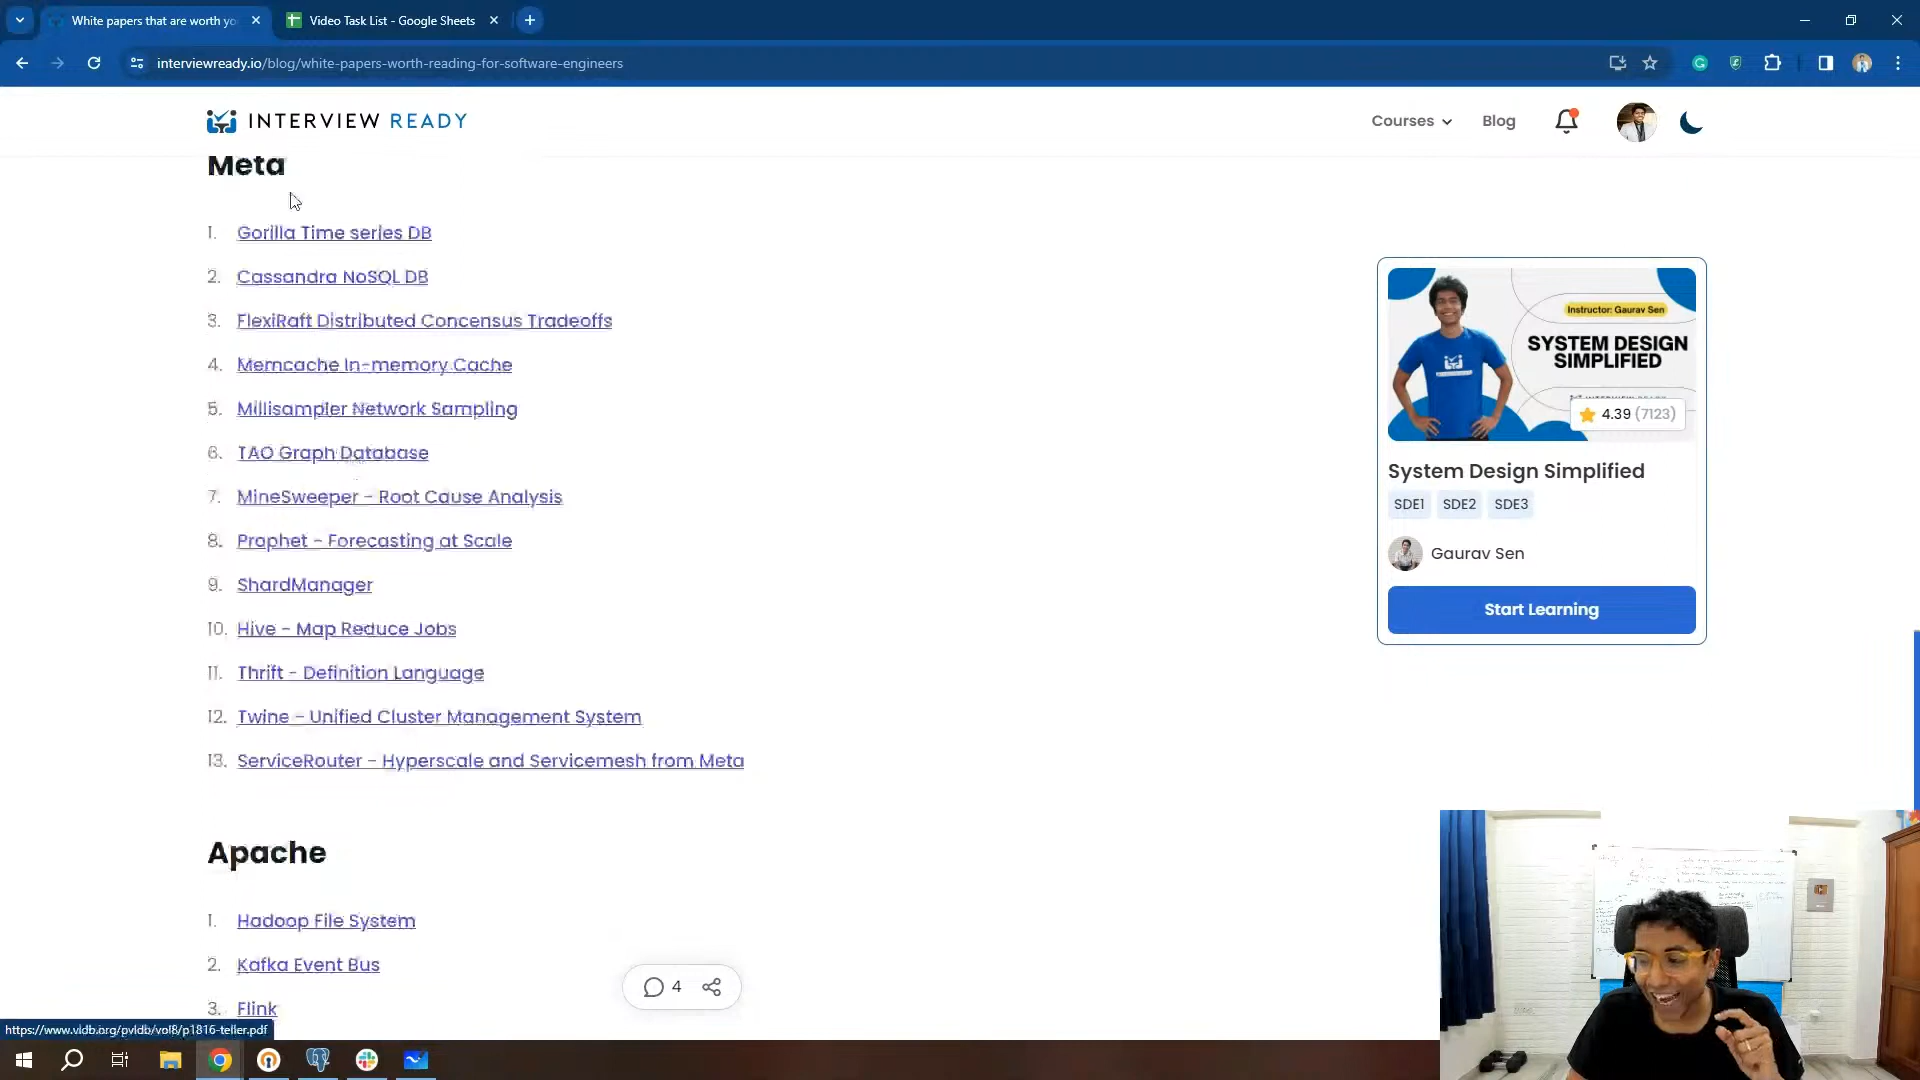 White papers that are worth yo
Video Task List - Google Sheets
interviewready.io/blog/white-papers-worth-reading-for-software-engineers
INTERVIEW READY
Courses
Blog
Meta
1. Gorilla Time series DB
2. Cassandra NoSQL DB
3. FlexiRaft Distributed Concensus Tradeoffs
4. Memcache In-memory Cache
5. Millisampler Network Sampling
6. TAO Graph Database
7. MineSweeper - Root Cause Analysis
8. Prophet - Forecasting at Scale
9. ShardManager
10. Hive - Map Reduce Jobs
11. Thrift - Definition Language
12. Twine - Unified Cluster Management System
13. ServiceRouter - Hyperscale and Servicemesh from Meta
Instructor: Gaurav Sen
SYSTEM DESIGN
SIMPLIFIED
4.39 (7123)
System Design Simplified
SDE1 SDE2 SDE3
Gaurav Sen
Start Learning
Apache
1. Hadoop File System
2. Kafka Event Bus
3. Flink
4
https://www.vldb.org/pvldb/vol8/p1816-teller.pdf